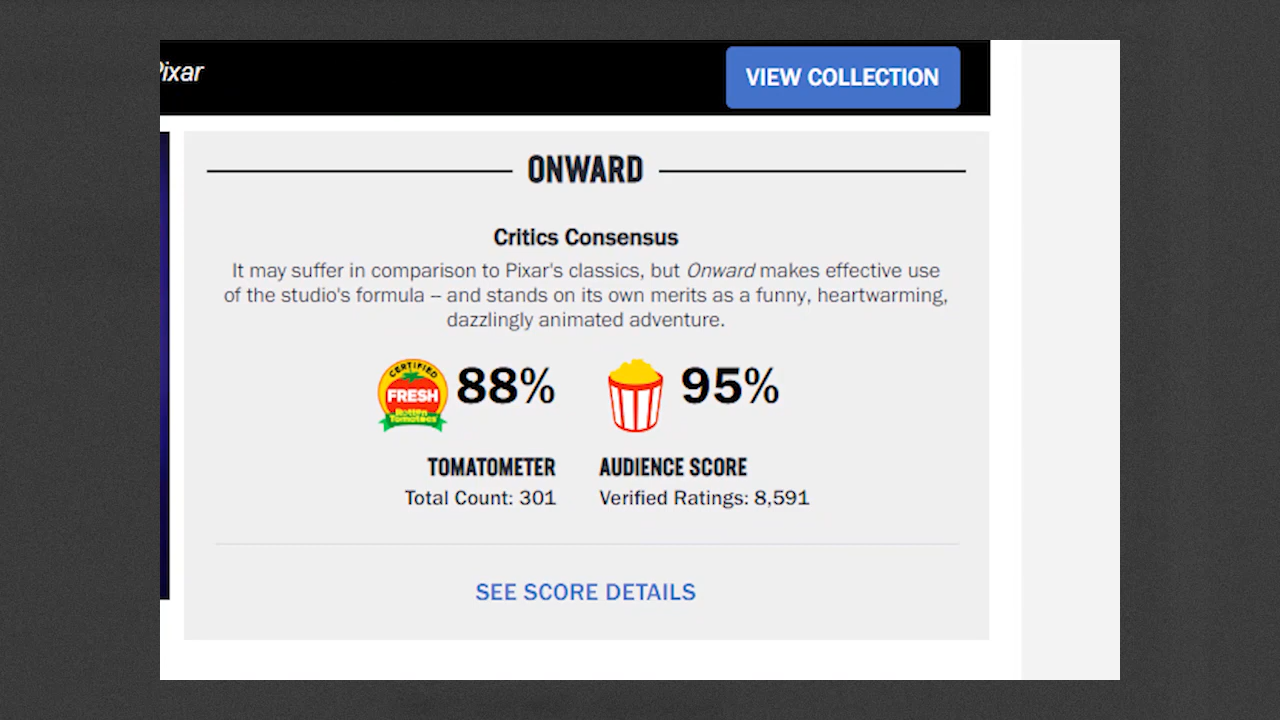 Pixar
VIEW COLLECTION
ONWARD
Critics Consensus
It may suffer in comparison to Pixar's classics, but Onward makes effective use
of the studio's formula – and stands on its own merits as a funny, heartwarming,
dazzlingly animated adventure.
CERTIFIED
FRESH
Rotten
Tomatoes
88%
95%
TOMATOMETER
AUDIENCE SCORE
Total Count: 301
Verified Ratings: 8,591
SEE SCORE DETAILS